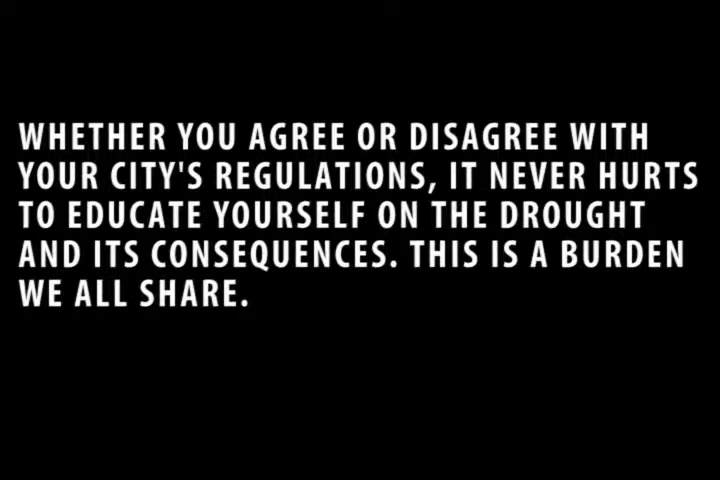 WHETHER YOU AGREE OR DISAGREE WITH
YOUR CITY'S REGULATIONS, IT NEVER HURTS
TO EDUCATE YOURSELF ON THE DROUGHT
AND ITS CONSEQUENCES. THIS IS A BURDEN
WE ALL SHARE.